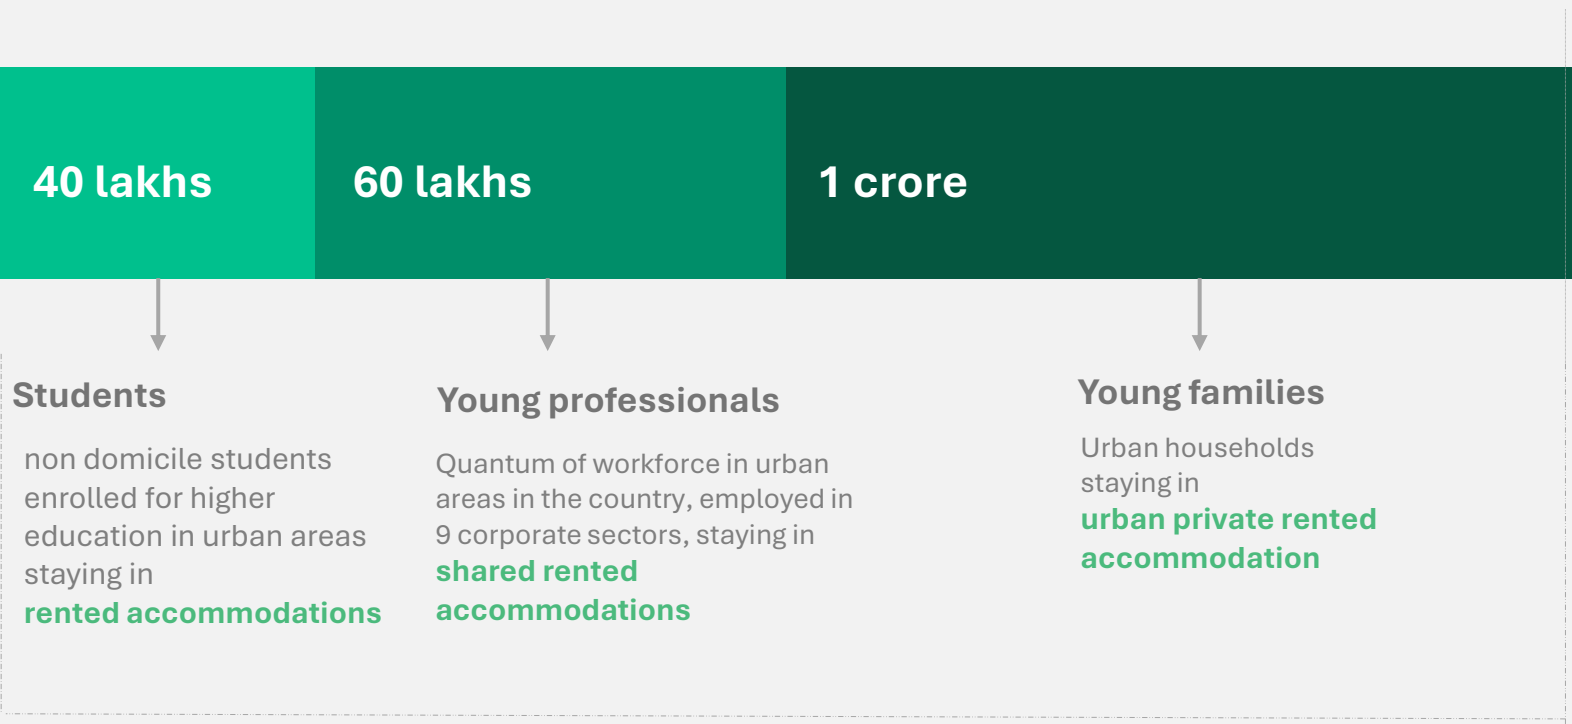 40 lakhs
60 lakhs
1 crore
Students
non domicile students
enrolled for higher
education in urban areas
staying in
rented accommodations
Young professionals
Quantum of workforce in urban
areas in the country, employed in
9 corporate sectors, staying in
shared rented
accommodations
Young families
Urban households
staying in
urban private rented
accommodation